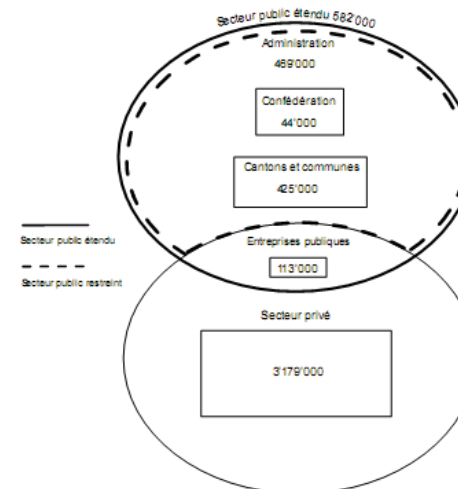 Secteur public étendu 582'000
Administration
469'000
Confédération
44'000
Cantons et communes
425'000
Entreprises publiques
113'000
Secteur public étendu
Secteur public restraint
Secteur privé
3'179'000